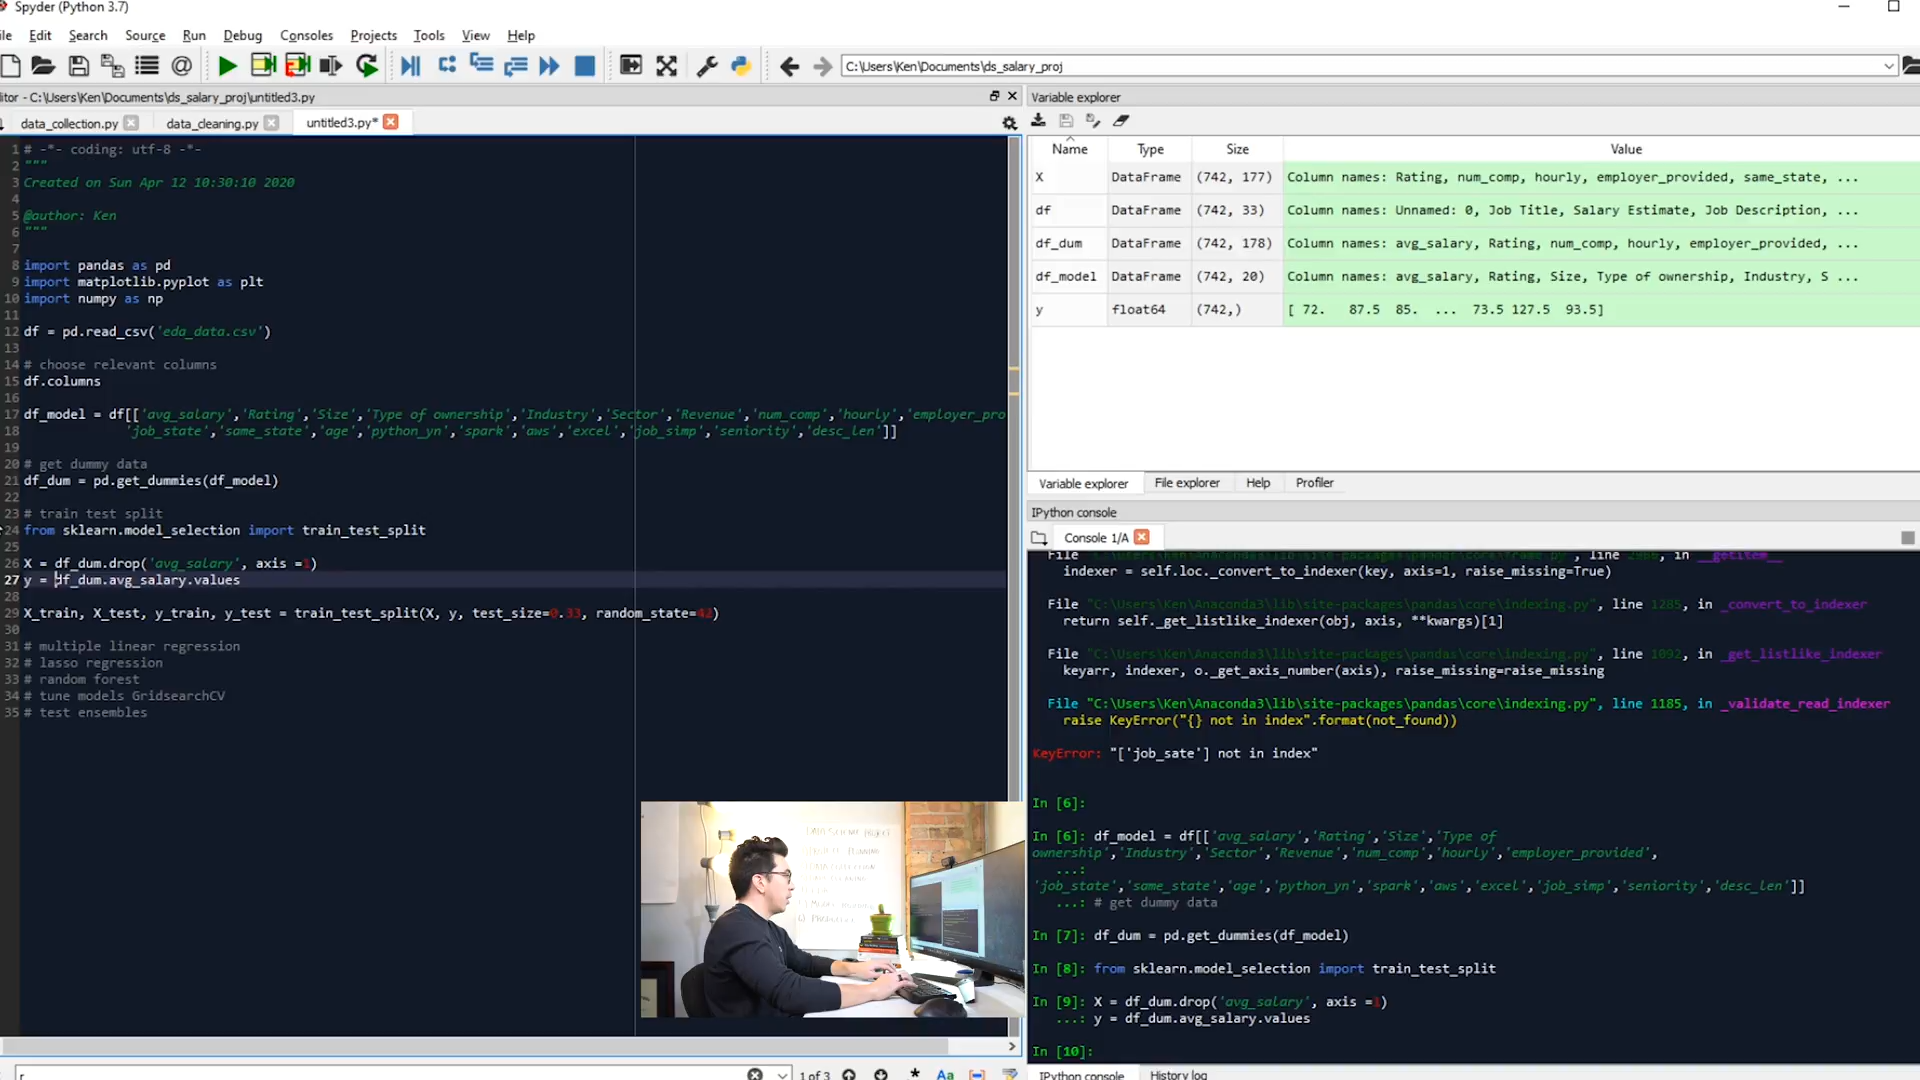 Spyder (Python 3.7)
ile Edit Search Source Run Debug Consoles Projects Tools View Help
C:\Users\Ken\Documents\ds_salary_proj
itor - C:\Users\Ken\Documents\ds_salary_proj\untitled3.py
data_collection.py data_cleaning.py untitled3.py*
1 # -*- coding: utf-8 -*-
2 """
3 Created on Sun Apr 12 10:30:10 2020
4
5 @author: Ken
6 """
7
8 import pandas as pd
9 import matplotlib.pyplot as plt
10 import numpy as np
11
12 df = pd.read_csv('eda_data.csv')
13
14 # choose relevant columns
15 df.columns
16
17 df_model = df[['avg_salary','Rating','Size','Type of ownership','Industry','Sector','Revenue','num_comp','hourly','employer_pro
18 'job_state','same_state','age','python_yn','spark','aws','excel','job_simp','seniority','desc_len']]
19
20 # get dummy data
21 df_dum = pd.get_dummies(df_model)
22
23 # train test split
24 from sklearn.model_selection import train_test_split
25
26 X = df_dum.drop('avg_salary', axis =1)
27 y = df_dum.avg_salary.values
28
29 X_train, X_test, y_train, y_test = train_test_split(X, y, test_size=0.33, random_state=42)
30
31 # multiple linear regression
32 # lasso regression
33 # random forest
34 # tune models GridsearchCV
35 # test ensembles
r 1 of 3 .* Aa
Variable explorer
Name Type Size Value
X DataFrame (742, 177) Column names: Rating, num_comp, hourly, employer_provided, same_state, ...
df DataFrame (742, 33) Column names: Unnamed: 0, Job Title, Salary Estimate, Job Description, ...
df_dum DataFrame (742, 178) Column names: avg_salary, Rating, num_comp, hourly, employer_provided, ...
df_model DataFrame (742, 20) Column names: avg_salary, Rating, Size, Type of ownership, Industry, S ...
y float64 (742,) [ 72. 87.5 85. ... 73.5 127.5 93.5]
Variable explorer File explorer Help Profiler
IPython console
Console 1/A
indexer = self.loc._convert_to_indexer(key, axis=1, raise_missing=True)
File "C:\Users\Ken\Anaconda3\lib\site-packages\pandas\core\indexing.py", line 1285, in _convert_to_indexer
return self._get_listlike_indexer(obj, axis, **kwargs)[1]
File "C:\Users\Ken\Anaconda3\lib\site-packages\pandas\core\indexing.py", line 1092, in _get_listlike_indexer
keyarr, indexer, o._get_axis_number(axis), raise_missing=raise_missing
File "C:\Users\Ken\Anaconda3\lib\site-packages\pandas\core\indexing.py", line 1185, in _validate_read_indexer
raise KeyError("{} not in index".format(not_found))
KeyError: "['job_sate'] not in index"
In [6]:
In [6]: df_model = df[['avg_salary','Rating','Size','Type of
ownership','Industry','Sector','Revenue','num_comp','hourly','employer_provided',
...:
'job_state','same_state','age','python_yn','spark','aws','excel','job_simp','seniority','desc_len']]
...: # get dummy data
In [7]: df_dum = pd.get_dummies(df_model)
In [8]: from sklearn.model_selection import train_test_split
In [9]: X = df_dum.drop('avg_salary', axis =1)
...: y = df_dum.avg_salary.values
In [10]:
IPython console History log